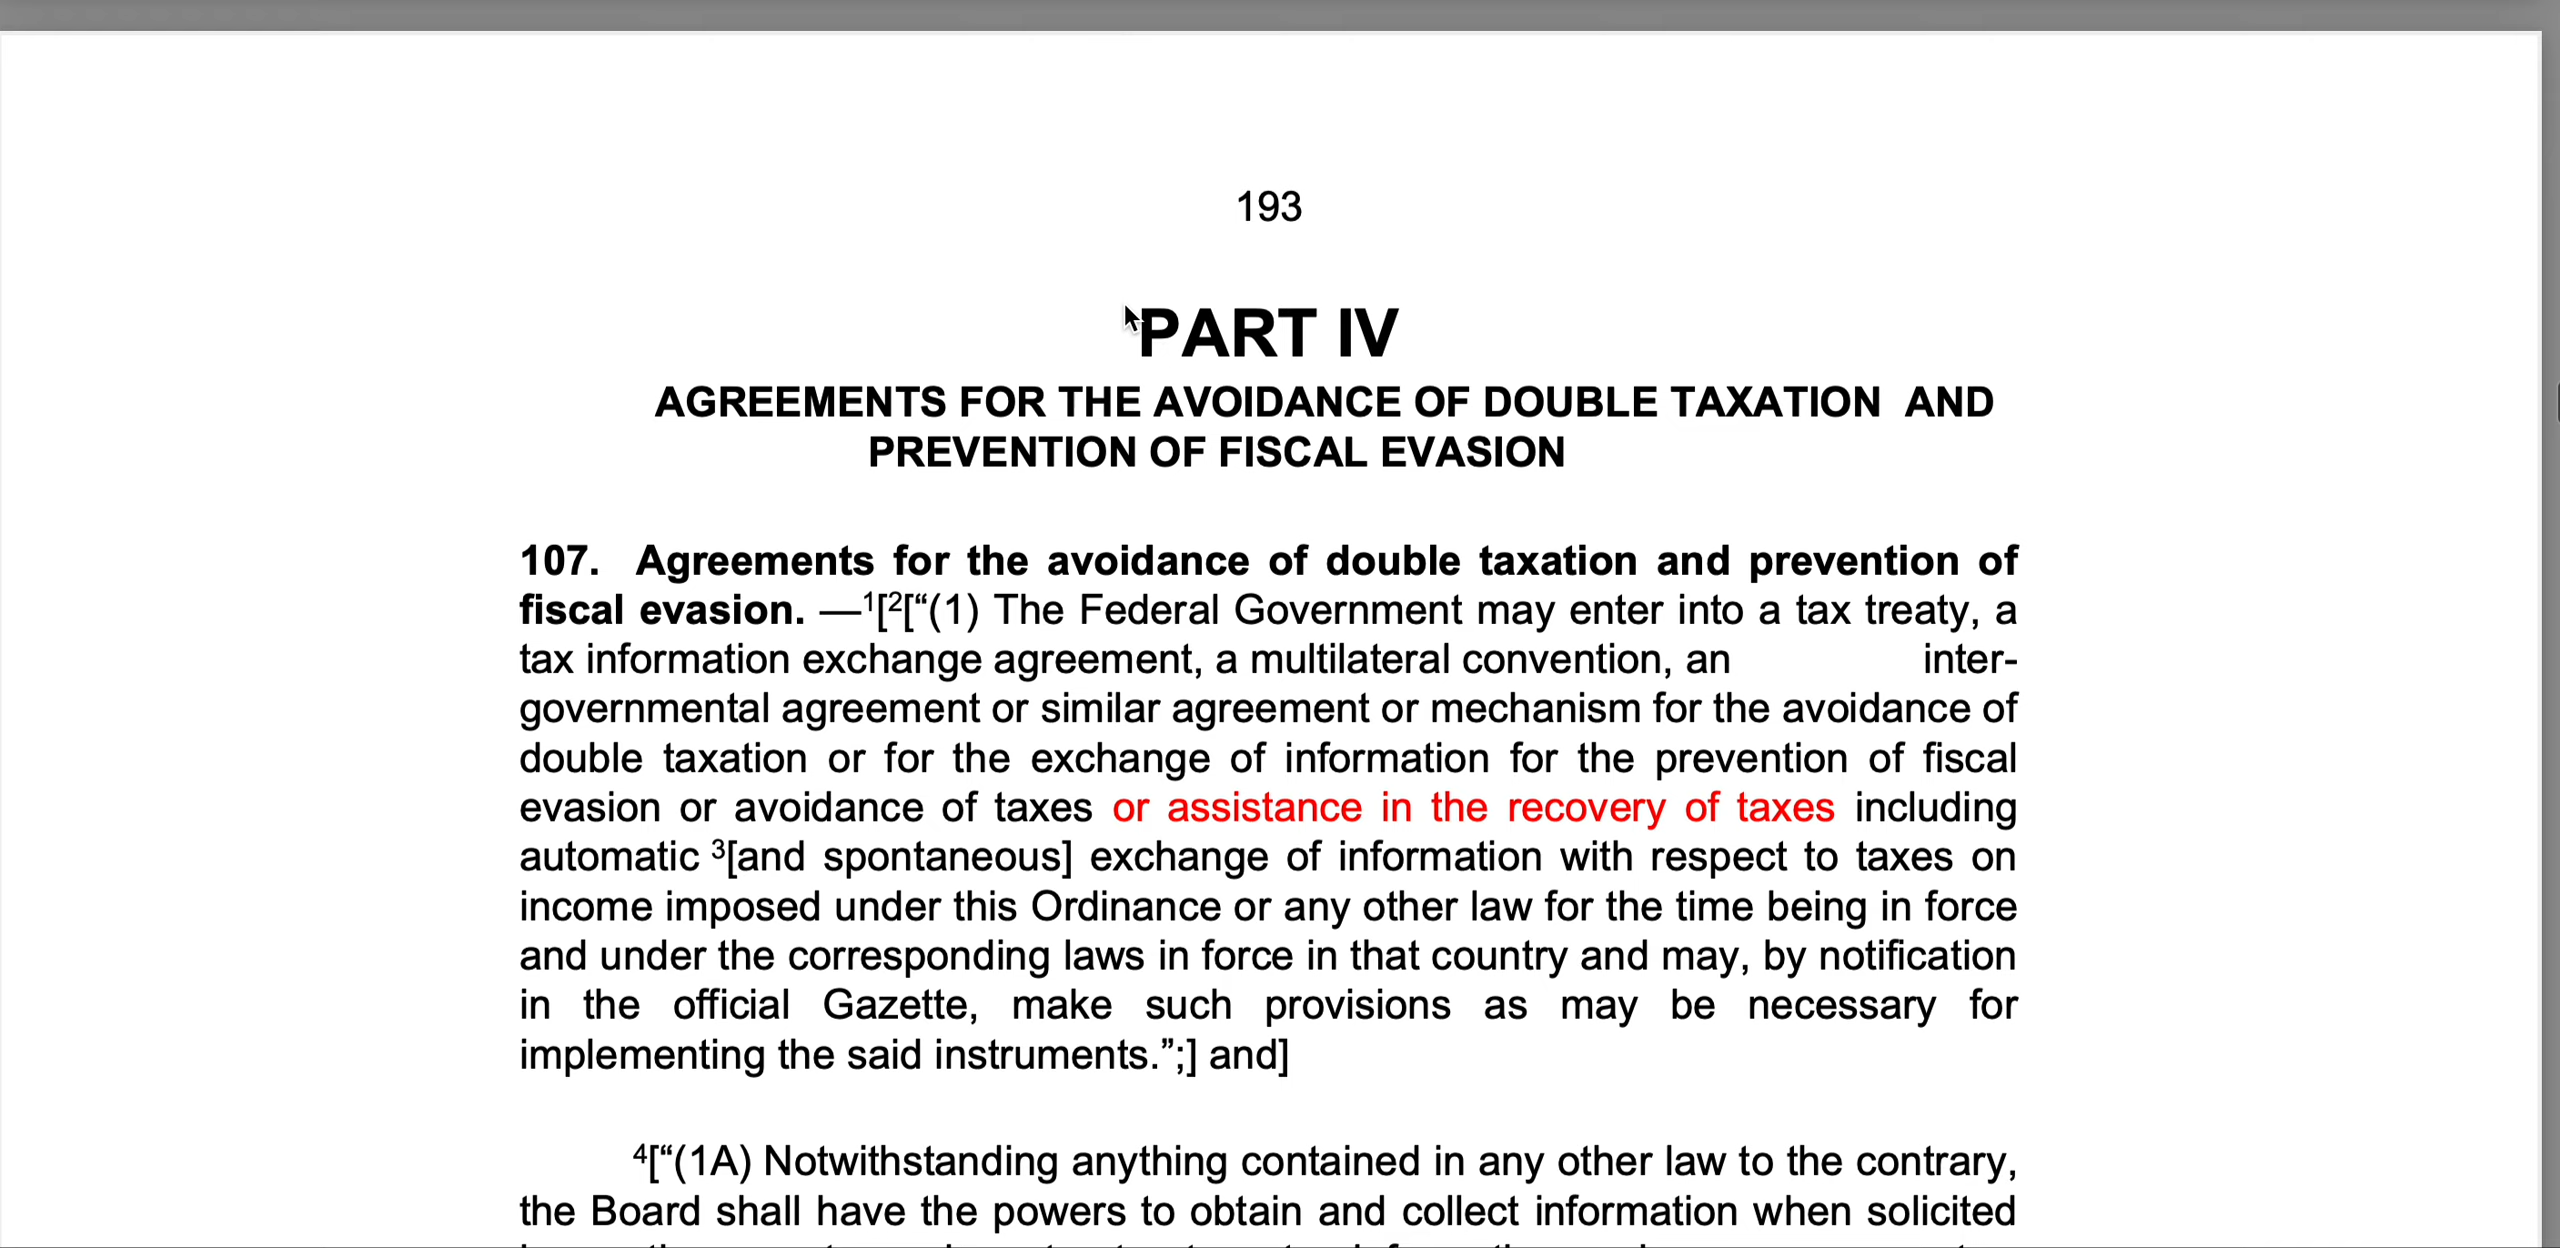 193
PART IV
AGREEMENTS FOR THE AVOIDANCE OF DOUBLE TAXATION AND
PREVENTION OF FISCAL EVASION
107. Agreements for the avoidance of double taxation and prevention of
fiscal evasion. —¹[²[“(1) The Federal Government may enter into a tax treaty, a
tax information exchange agreement, a multilateral convention, an inter-
governmental agreement or similar agreement or mechanism for the avoidance of
double taxation or for the exchange of information for the prevention of fiscal
evasion or avoidance of taxes or assistance in the recovery of taxes including
automatic ³[and spontaneous] exchange of information with respect to taxes on
income imposed under this Ordinance or any other law for the time being in force
and under the corresponding laws in force in that country and may, by notification
in the official Gazette, make such provisions as may be necessary for
implementing the said instruments.”;] and]
⁴[“(1A) Notwithstanding anything contained in any other law to the contrary,
the Board shall have the powers to obtain and collect information when solicited